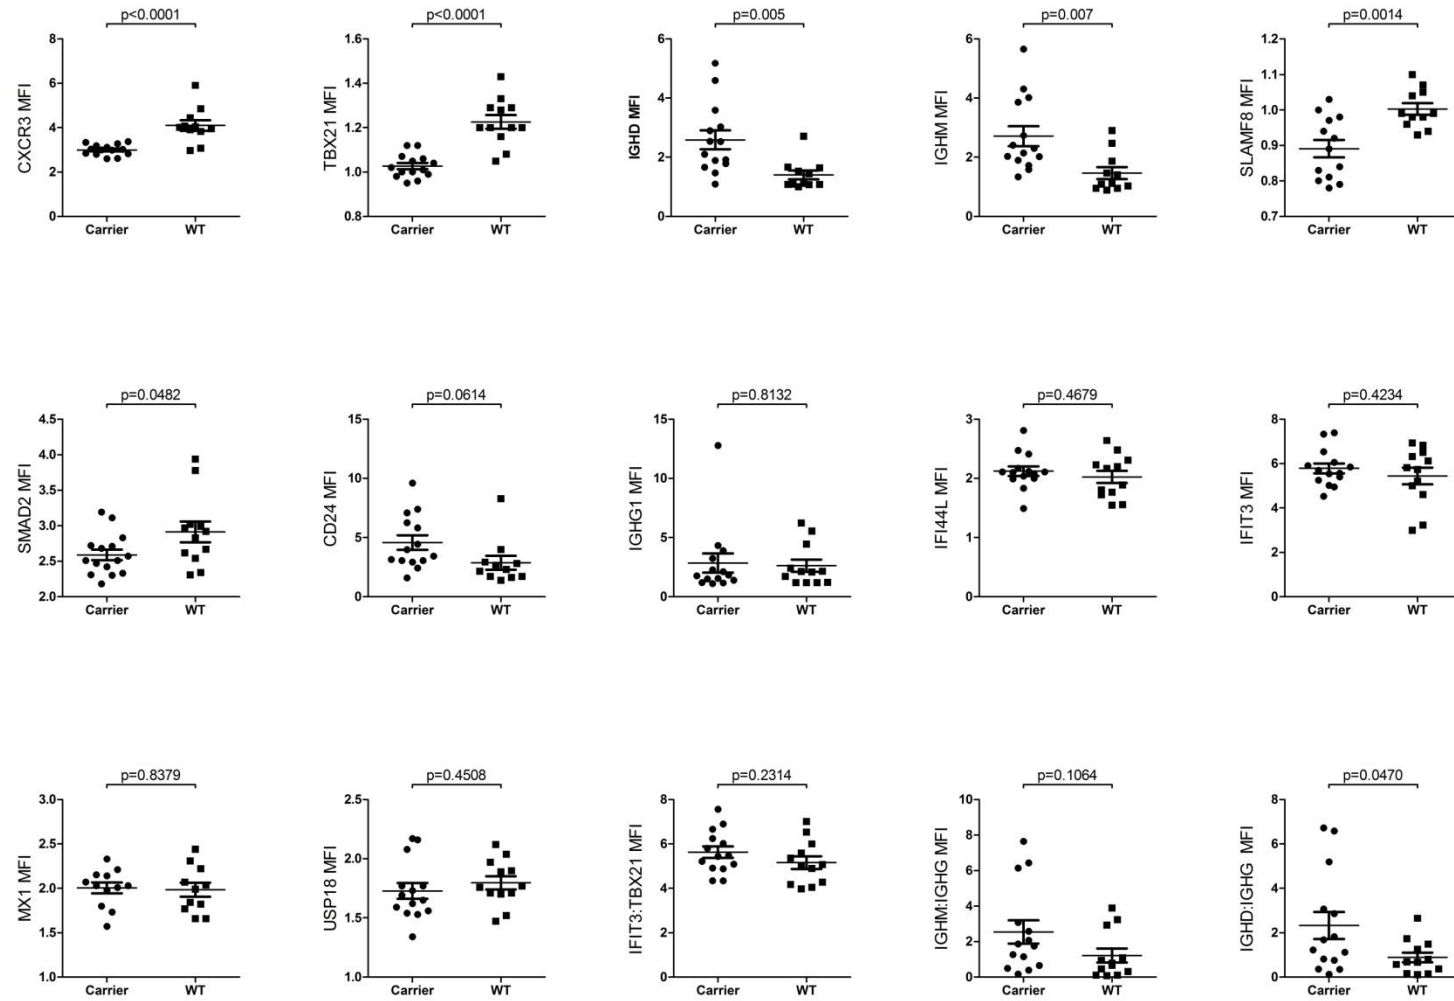 p<0.0001
CXCR3 MFI
8
6
4
2
0
Carrier WT
p<0.0001
TBX21 MFI
1.6
1.4
1.2
1.0
0.8
Carrier WT
p=0.005
IGHD MFI
6
4
2
0
Carrier WT
p=0.007
IGHM MFI
6
4
2
0
Carrier WT
p=0.0014
SLAMF8 MFI
1.2
1.1
1.0
0.9
0.8
0.7
Carrier WT
p=0.0482
SMAD2 MFI
4.5
4.0
3.5
3.0
2.5
2.0
Carrier WT
p=0.0614
CD24 MFI
15
10
5
0
Carrier WT
p=0.8132
IGHG1 MFI
15
10
5
0
Carrier WT
p=0.4679
IFI44L MFI
3
2
1
0
Carrier WT
p=0.4234
IFIT3 MFI
8
6
4
2
0
Carrier WT
p=0.8379
MX1 MFI
3.0
2.5
2.0
1.5
1.0
Carrier WT
p=0.4508
USP18 MFI
2.5
2.0
1.5
1.0
Carrier WT
p=0.2314
IFIT3:TBX21 MFI
8
6
4
2
0
Carrier WT
p=0.1064
IGHM:IGHG MFI
10
8
6
4
2
0
Carrier WT
p=0.0470
IGHD:IGHG MFI
8
6
4
2
0
Carrier WT